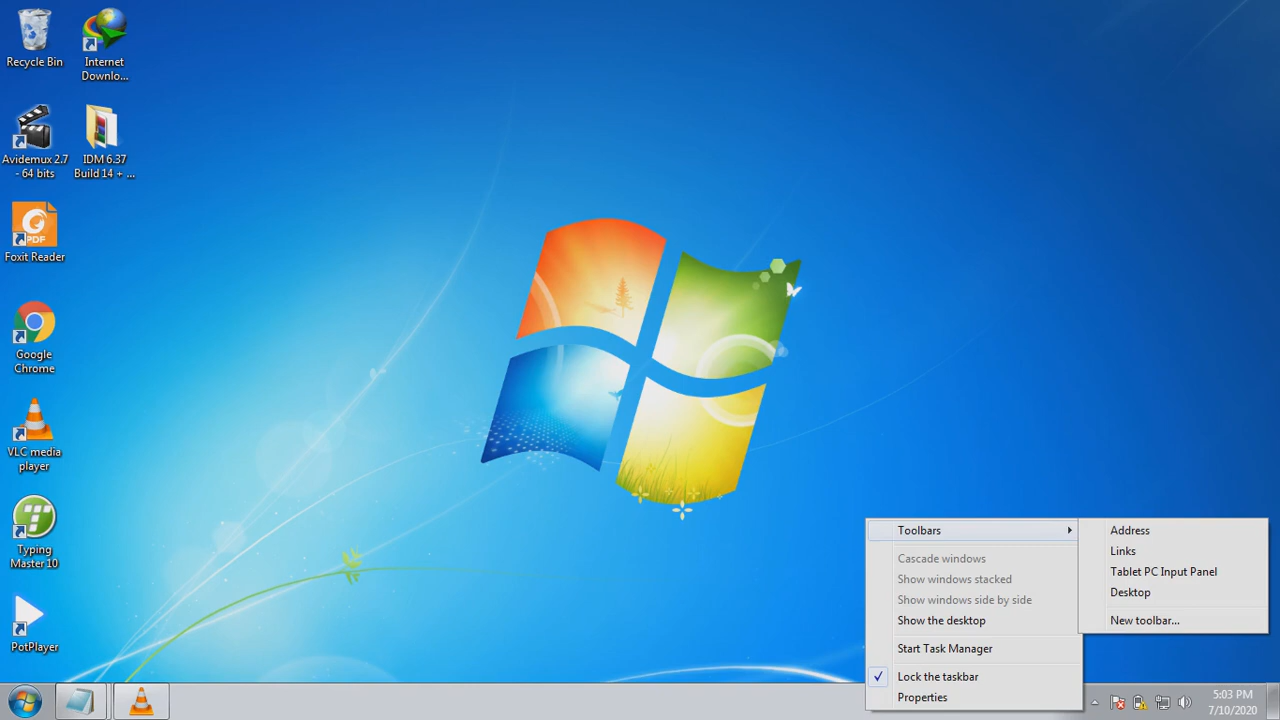 Recycle Bin
Internet
Downlo...
Avidemux 2.7
- 64 bits
IDM 6.37
Build 14 + ...
PDF
Foxit Reader
Google
Chrome
VLC media
player
Typing
Master 10
PotPlayer
Toolbars
Cascade windows
Show windows stacked
Show windows side by side
Show the desktop
Start Task Manager
Lock the taskbar
Properties
Address
Links
Tablet PC Input Panel
Desktop
New toolbar...
5:03 PM
7/10/2020